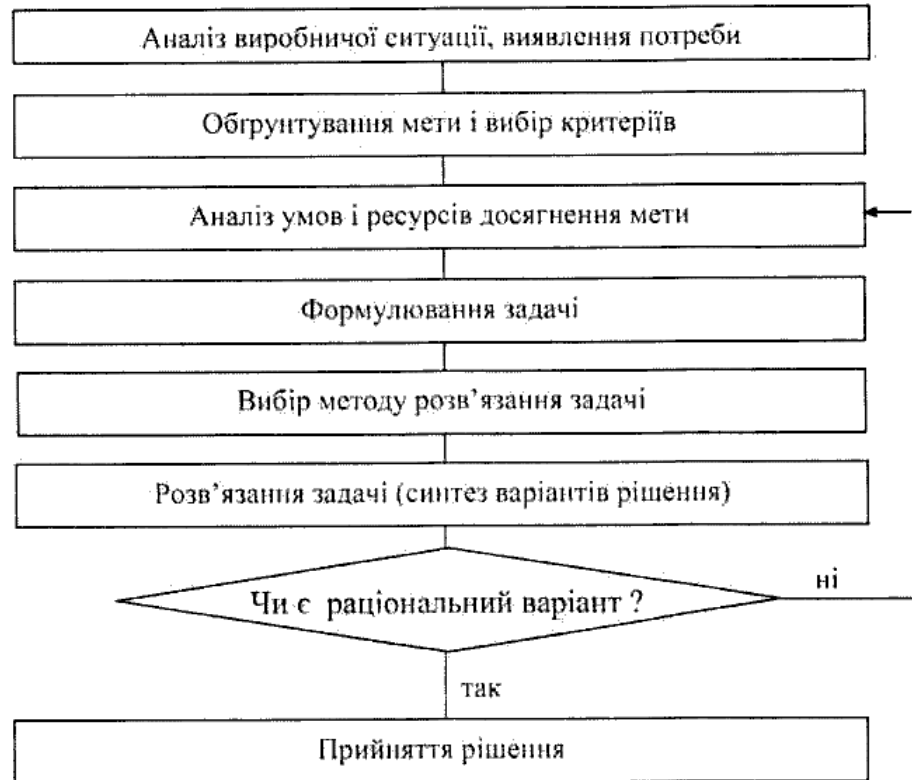 Аналіз виробничої ситуації, виявлення потреби
Обґрунтування мети і вибір критеріїв
Аналіз умов і ресурсів досягнення мети
Формулювання задачі
Вибір методу розв’язання задачі
Розв’язання задачі (синтез варіантів рішення)
Чи є раціональний варіант ?
ні
так
Прийняття рішення